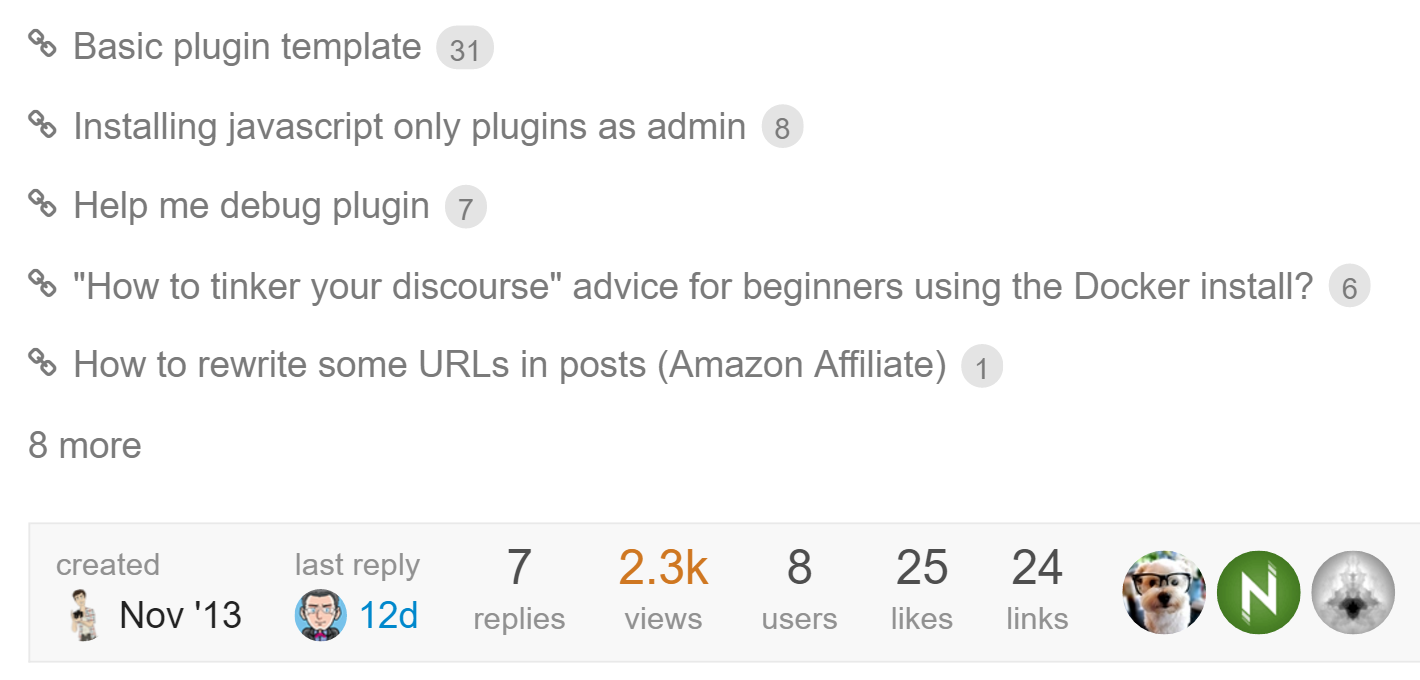 Basic plugin template 31
Installing javascript only plugins as admin 8
Help me debug plugin 7
"How to tinker your discourse" advice for beginners using the Docker install? 6
How to rewrite some URLs in posts (Amazon Affiliate) 1
8 more
created last reply 7 2.3k 8 25 24
Nov '13 12d replies views users likes links
N